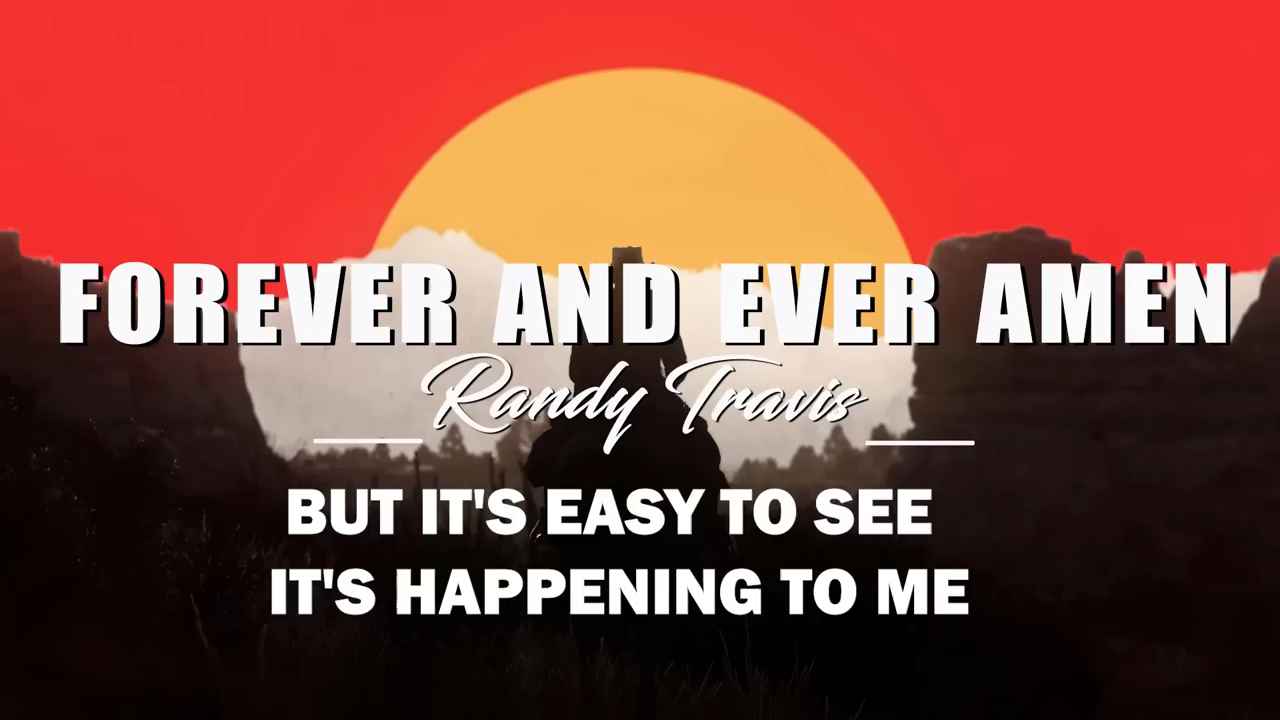 FOREVER AND EVER AMEN
Randy Travis
BUT IT'S EASY TO SEE
IT'S HAPPENING TO ME